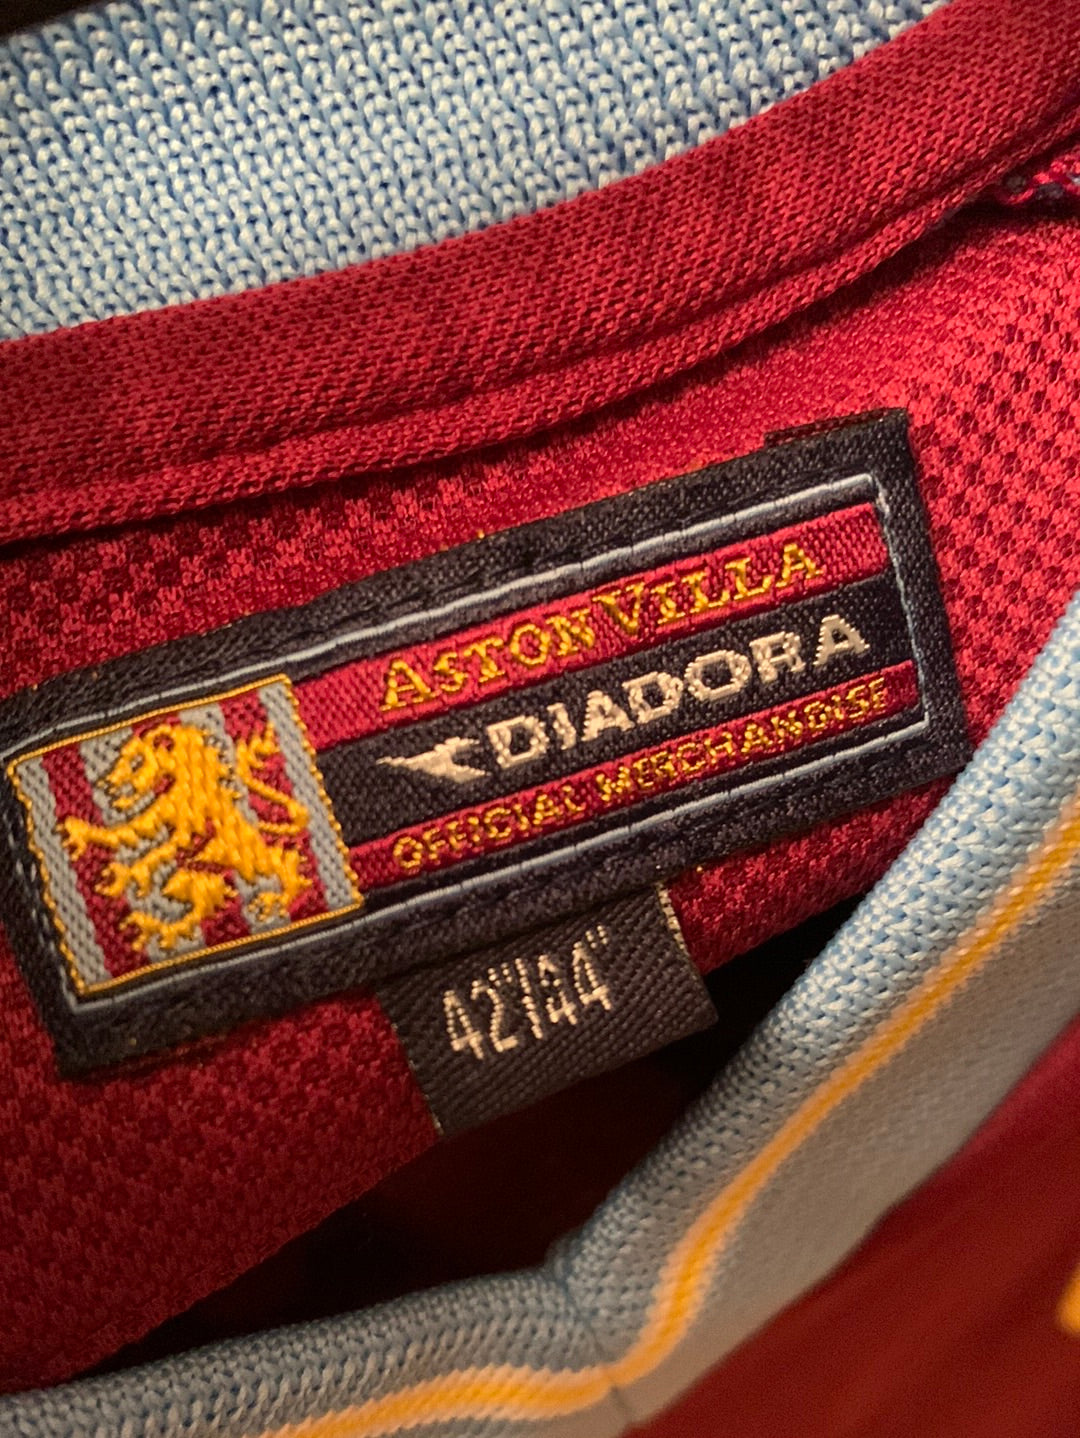 ASTON VILLA
DIADORA
OFFICIAL MERCHANDISE
42"/44"